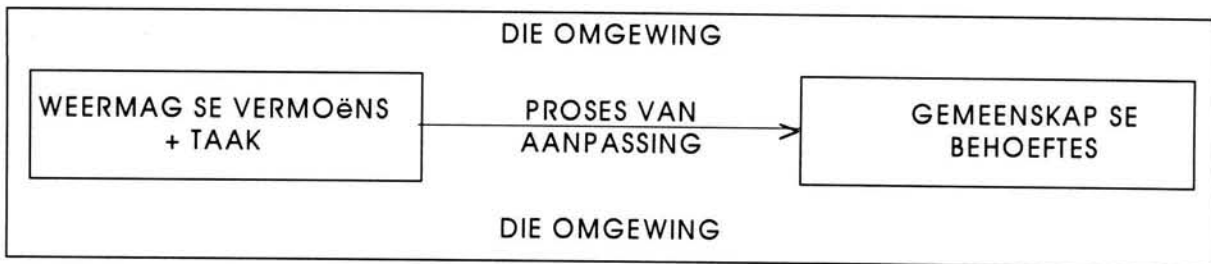 DIE OMGEWING
WEERMAG SE VERMOëNS
+ TAAK
PROSES VAN
AANPASSING
GEMEENSKAP SE
BEHOEFTES
DIE OMGEWING